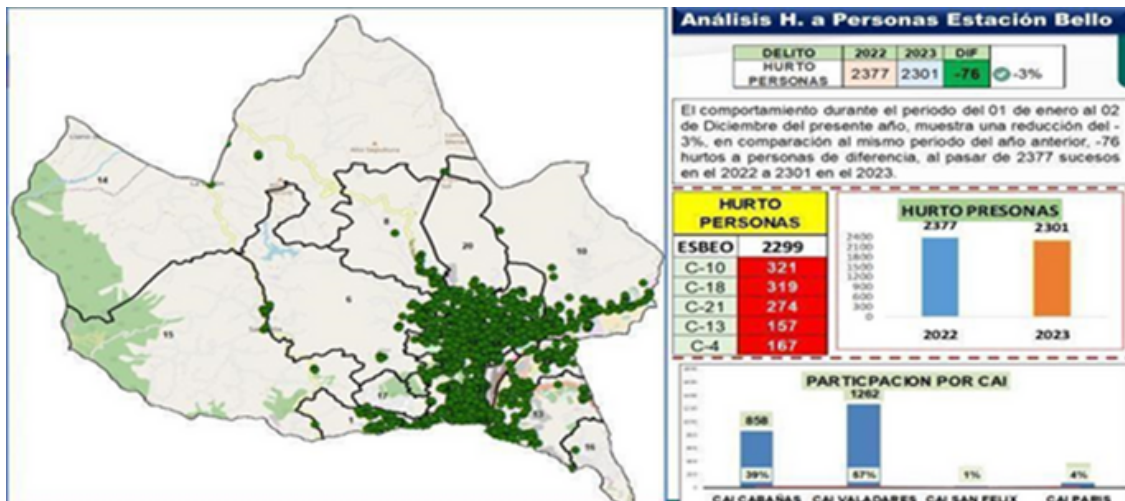 Análisis H. a Personas Estación Bello
DELITO 2022 2023 DIF
HURTO PERSONAS 2377 2301 -76 -3%
El comportamiento durante el periodo del 01 de enero al 02
de Diciembre del presente año, muestra una reducción del -
3%, en comparación al mismo periodo del año anterior, -76
hurtos a personas de diferencia, al pasar de 2377 sucesos
en el 2022 a 2301 en el 2023.
HURTO
PERSONAS
ESBEO 2299
C-10 321
C-18 319
C-21 274
C-13 157
C-4 167
HURTO PRESONAS
2377 2301
2400
2100
1800
1500
1200
900
600
300
0
2022 2023
PARTICPACION POR CAI
858 1262
39% 57% 1% 4%
CAI CABAÑAS CAI VALADARES CAI SAN FELIX CAI PARIS
14
8
20
10
6
15
17
1
13
16